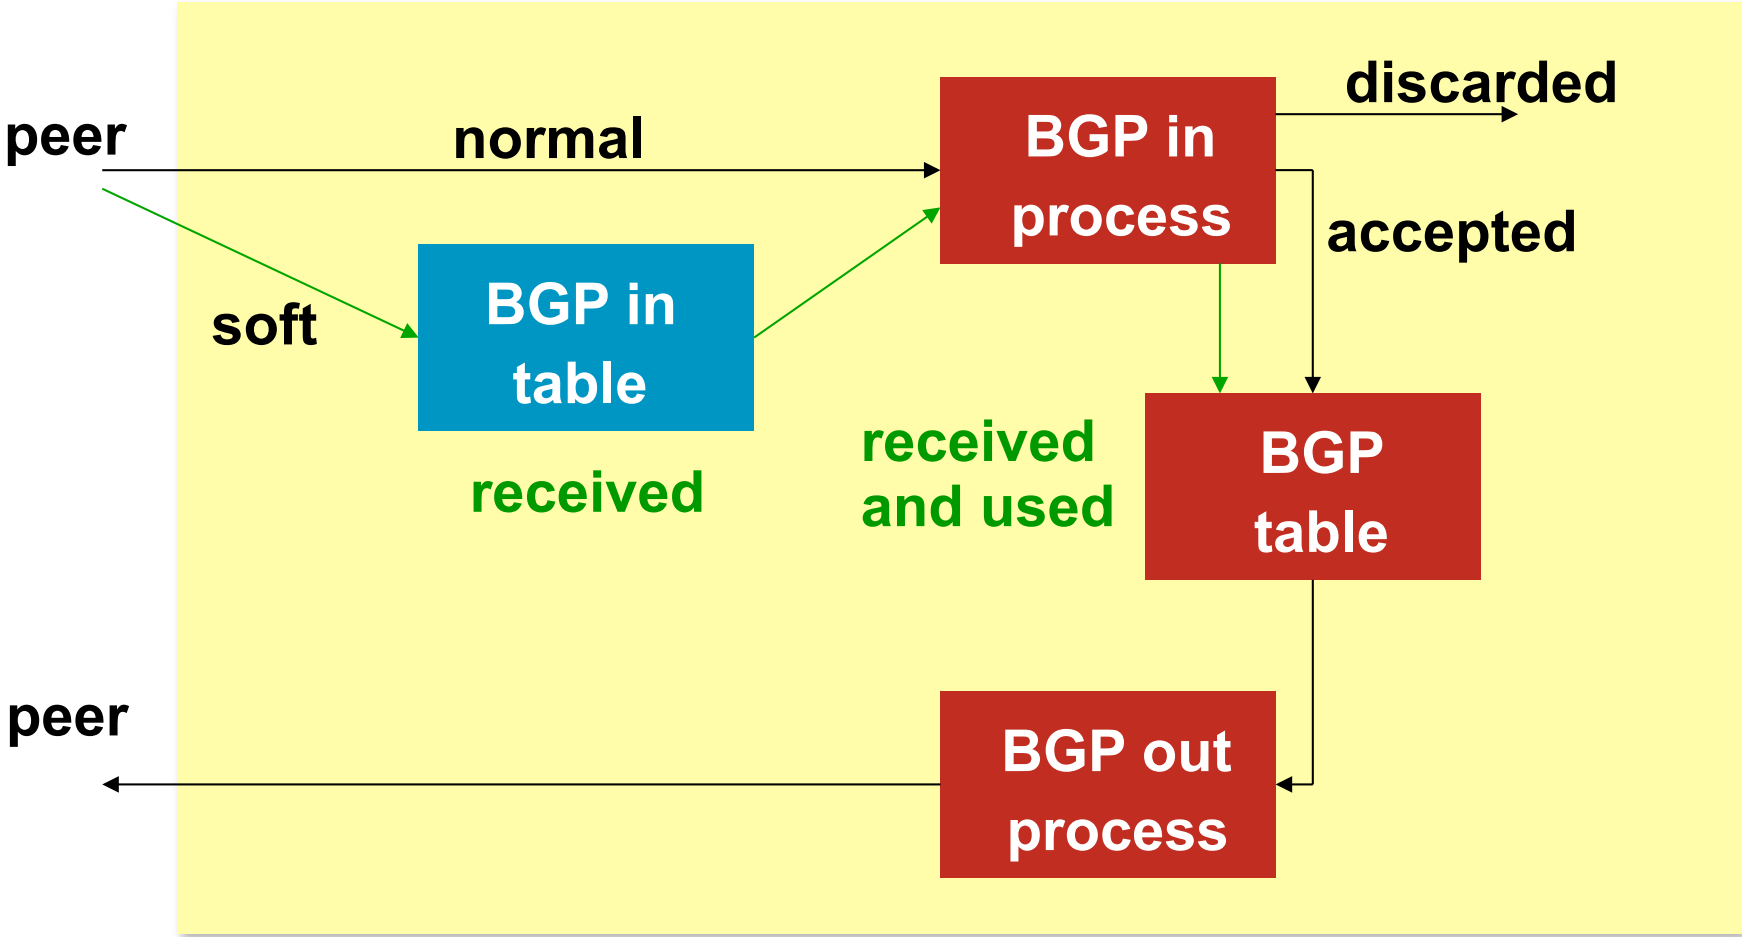 peer
normal
BGP in
process
discarded
accepted
soft
BGP in
table
received
received
and used
BGP
table
peer
BGP out
process